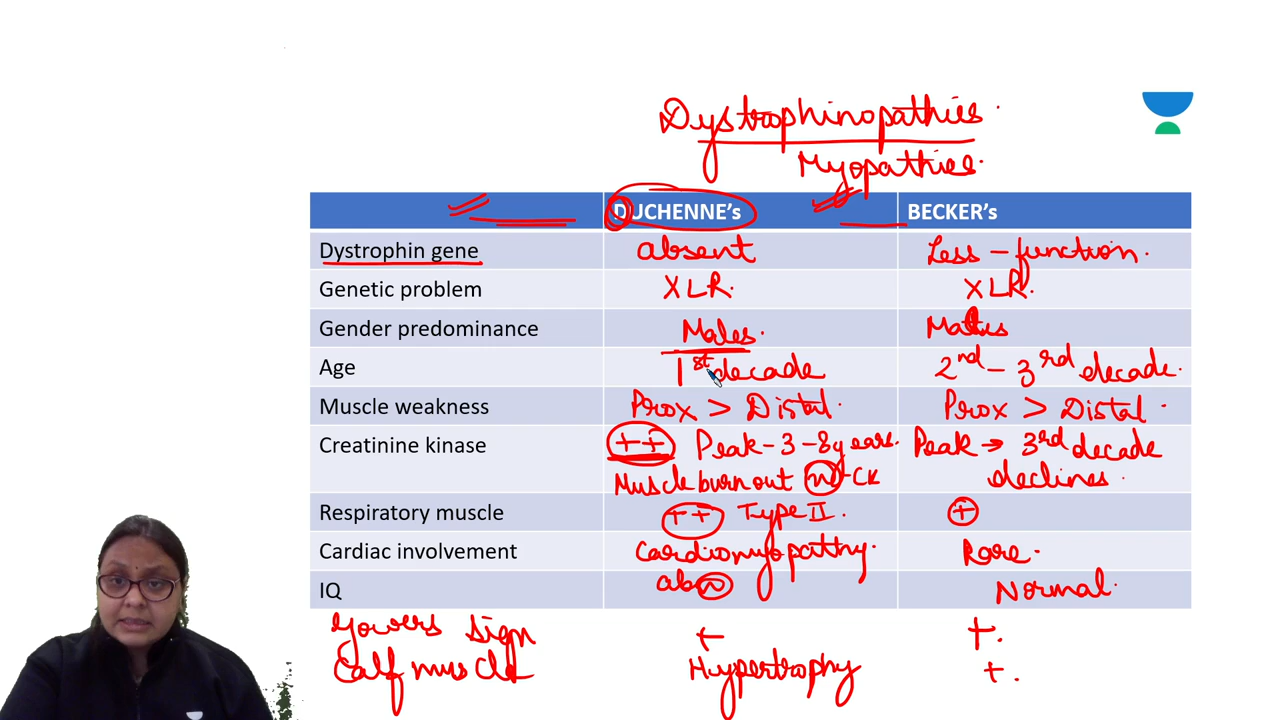 Dystrophinopathies.
Myopathies.
DUCHENNE's BECKER's
Dystrophin gene absent Less - function.
Genetic problem XLR. XLR.
Gender predominance Males. Males
Age 1st decade 2nd - 3rd decade.
Muscle weakness Prox > Distal. Prox > Distal.
Creatinine kinase ++ Peak - 3 - 8 years. Peak → 3rd decade
Muscle burnout CK declines.
Respiratory muscle ++ Type II. +
Cardiac involvement Cardiomyopathy. Rare.
IQ abn Normal.
Gowers sign + +.
Calf muscle Hypertrophy +.